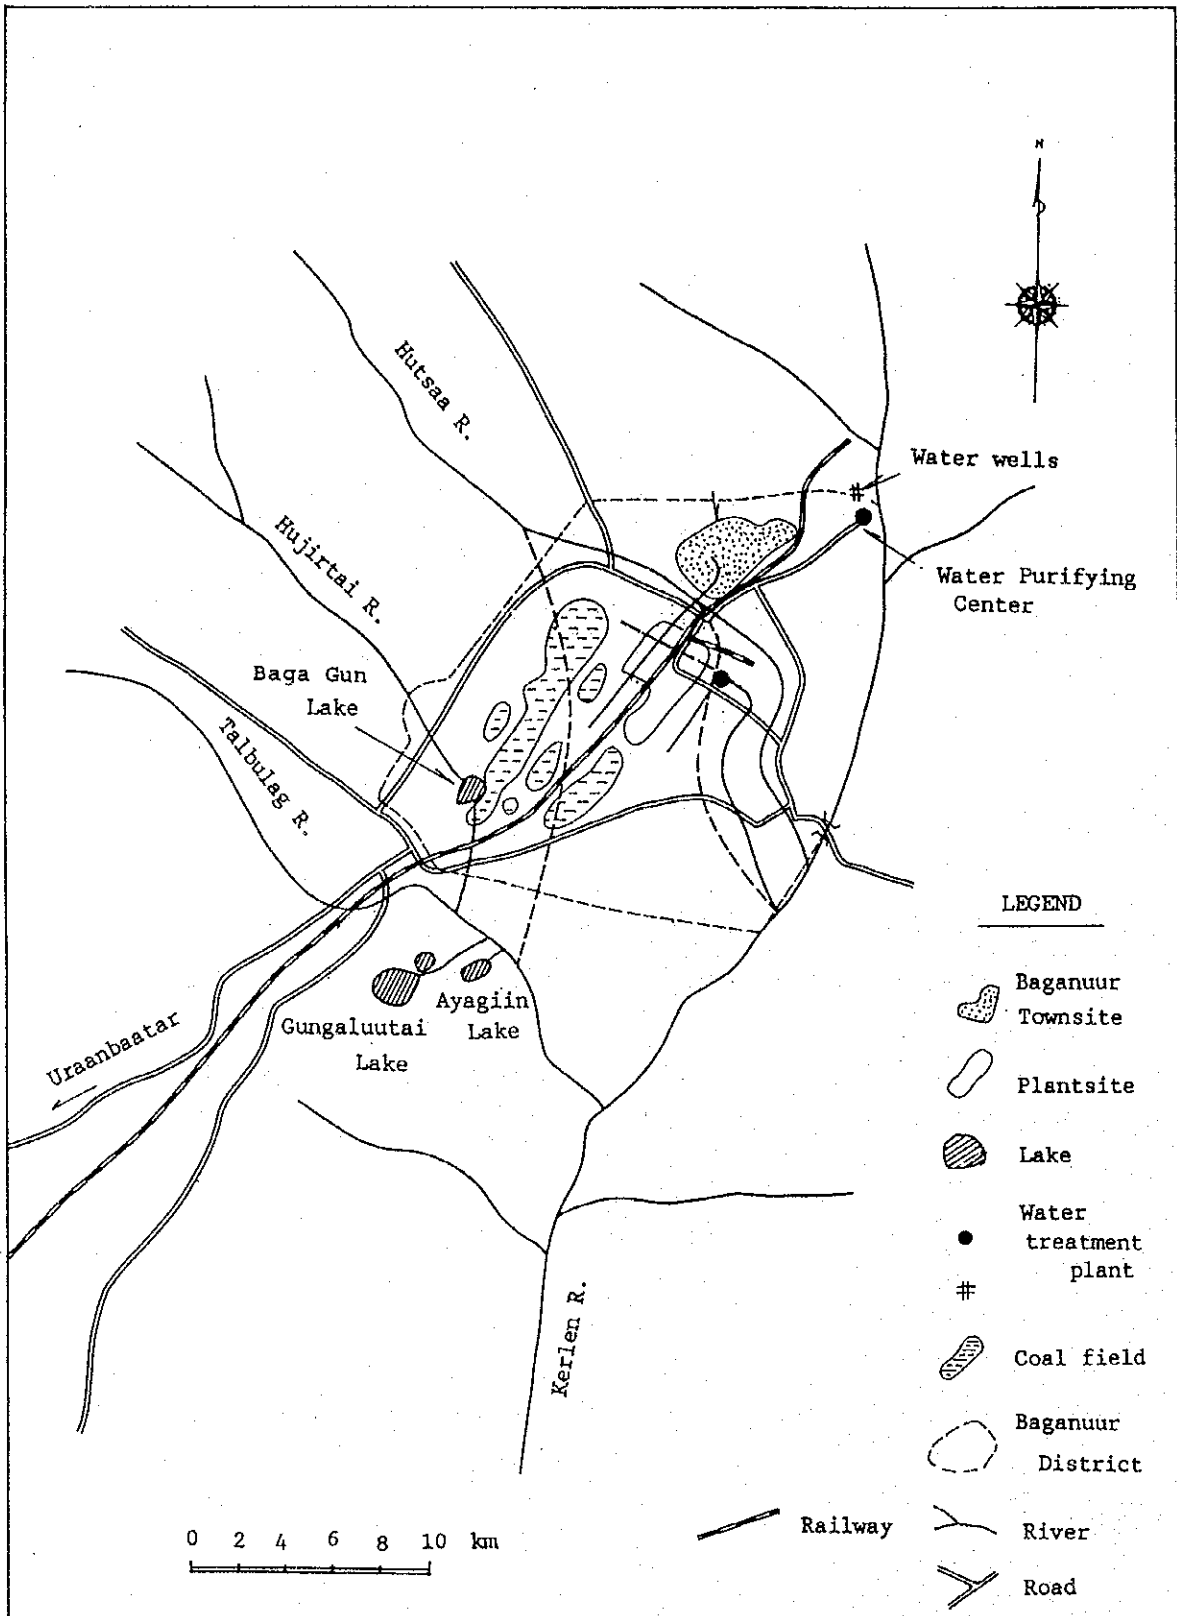 N
Hutsaa R.
Water wells
Hujirtai R.
Water Purifying
Center
Baga Gun
Lake
Talbulag R.
LEGEND
Baganuur
Townsite
Ayagiin
Lake
Gungaluutai
Lake
Uraanbaatar
Plantsite
Lake
Water
treatment
plant
Kerlen R.
Coal field
Baganuur
District
0 2 4 6 8 10 km
Railway
River
Road